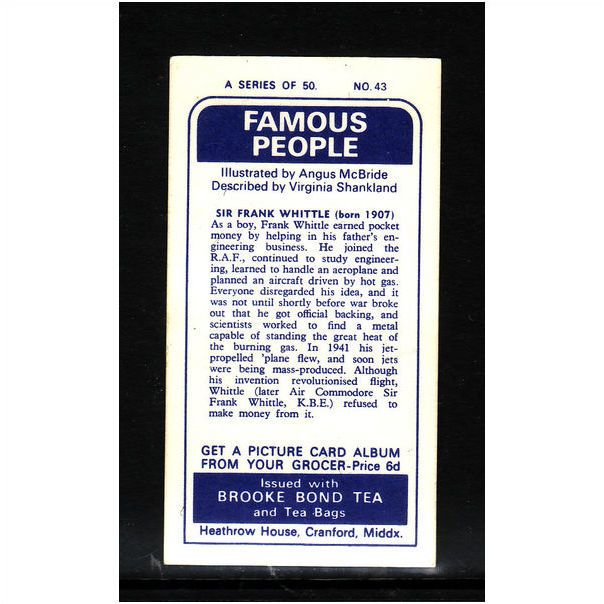 A SERIES OF 50. NO. 43
FAMOUS
PEOPLE
Illustrated by Angus McBride
Described by Virginia Shankland
SIR FRANK WHITTLE (born 1907)
As a boy, Frank Whittle earned pocket
money by helping in his father's en-
gineering business. He joined the
R.A.F., continued to study engineer-
ing, learned to handle an aeroplane and
planned an aircraft driven by hot gas.
Everyone disregarded his idea, and it
was not until shortly before war broke
out that he got official backing, and
scientists worked to find a metal
capable of standing the great heat of
the burning gas. In 1941 his jet-
propelled 'plane flew, and soon jets
were being mass-produced. Although
his invention revolutionised flight,
Whittle (later Air Commodore Sir
Frank Whittle, K.B.E.) refused to
make money from it.
GET A PICTURE CARD ALBUM
FROM YOUR GROCER-Price 6d
Issued with
BROOKE BOND TEA
and Tea Bags
Heathrow House, Cranford, Middx.